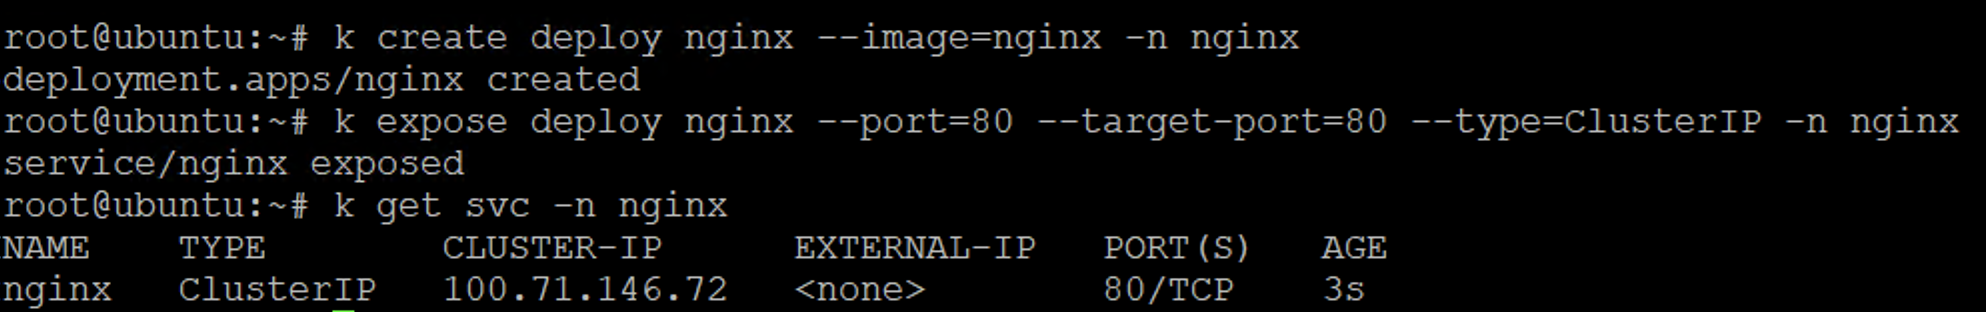 root@ubuntu:~# k create deploy nginx --image=nginx -n nginx
deployment.apps/nginx created
root@ubuntu:~# k expose deploy nginx --port=80 --target-port=80 --type=ClusterIP -n nginx
service/nginx exposed
root@ubuntu:~# k get svc -n nginx
NAME    TYPE        CLUSTER-IP      EXTERNAL-IP   PORT(S)   AGE
nginx   ClusterIP   100.71.146.72   <none>        80/TCP    3s